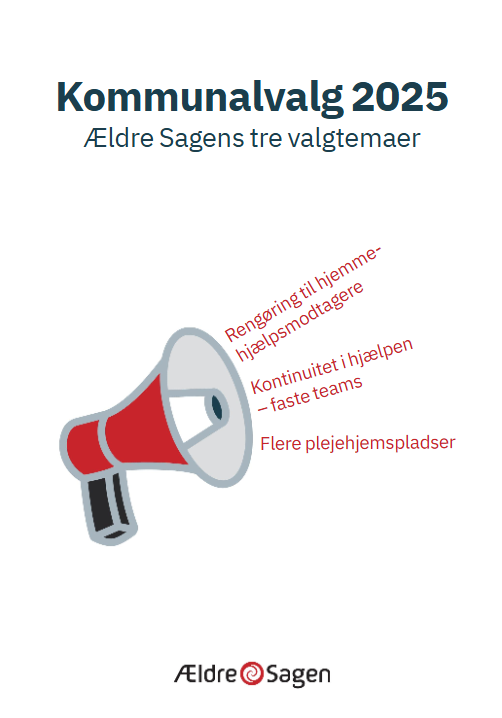 Kommunalvalg 2025
Ældre Sagens tre valgtemaer
Rengøring til hjemme-
hjælpsmodtagere
Kontinuitet i hjælpen
– faste teams
Flere plejehjemspladser
Ældre Sagen